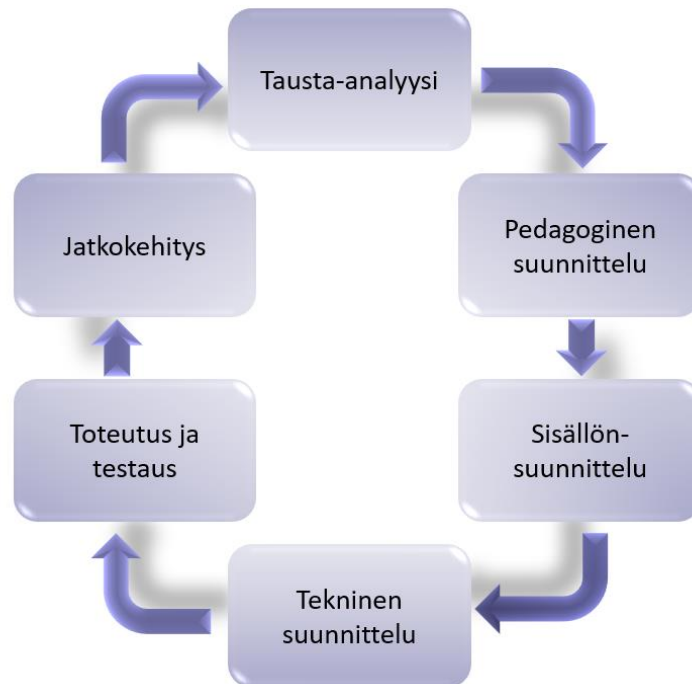 Tausta-analyysi
Pedagoginen
suunnittelu
Sisällön-
suunnittelu
Tekninen
suunnittelu
Toteutus ja
testaus
Jatkokehitys